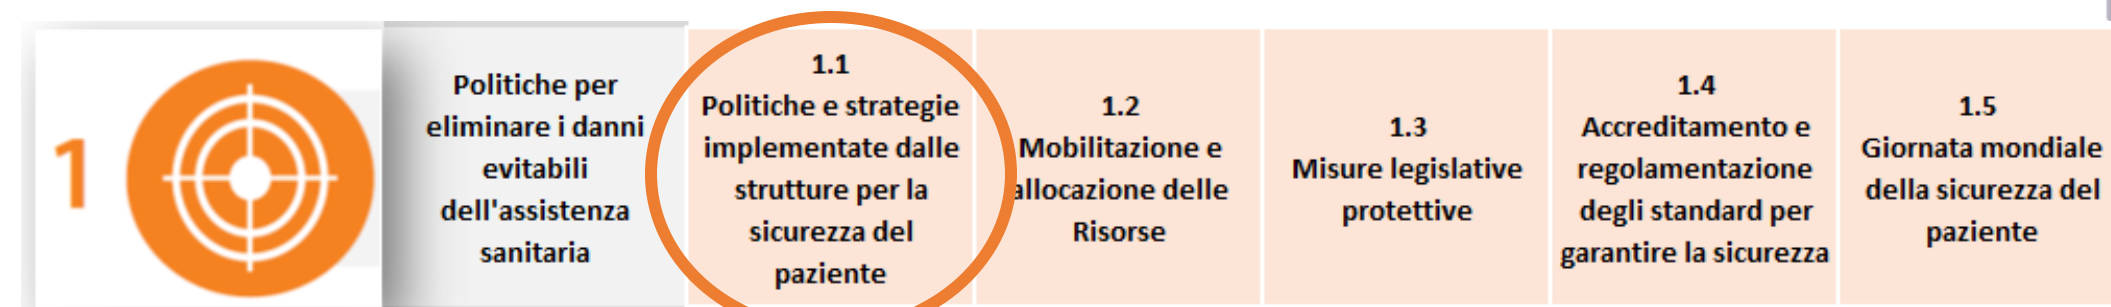 1
Politiche per
eliminare i danni
evitabili
dell'assistenza
sanitaria
1.1
Politiche e strategie
implementate dalle
strutture per la
sicurezza del
paziente
1.2
Mobilitazione e
allocazione delle
Risorse
1.3
Misure legislative
protettive
1.4
Accreditamento e
regolamentazione
degli standard per
garantire la sicurezza
1.5
Giornata mondiale
della sicurezza del
paziente